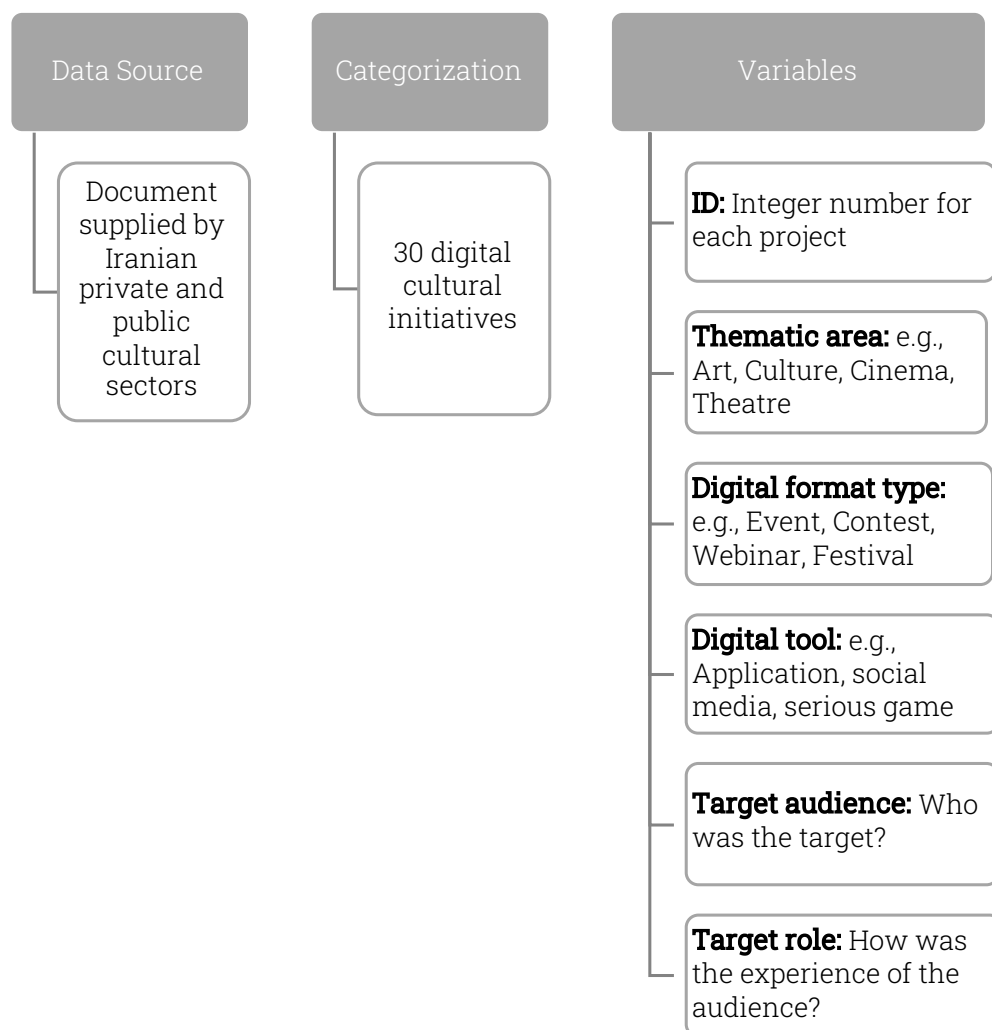 Data Source
Document
supplied by
Iranian
private and
public
cultural
sectors
Categorization
30 digital
cultural
initiatives
Variables
ID: Integer number for
each project
Thematic area: e.g.,
Art, Culture, Cinema,
Theatre
Digital format type:
e.g., Event, Contest,
Webinar, Festival
Digital tool: e.g.,
Application, social
media, serious game
Target audience: Who
was the target?
Target role: How was
the experience of the
audience?